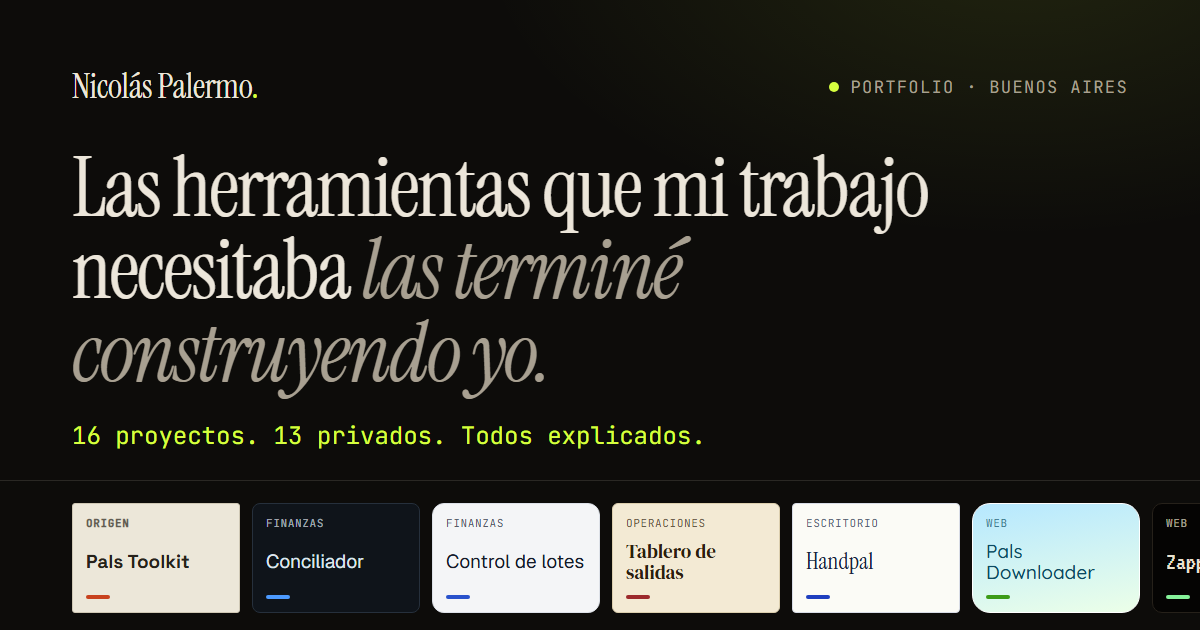 Nicolás Palermo.
PORTFOLIO · BUENOS AIRES
Las herramientas que mi trabajo
necesitaba las terminé
construyendo yo.
16 proyectos. 13 privados. Todos explicados.
ORIGEN
Pals Toolkit
FINANZAS
Conciliador
FINANZAS
Control de lotes
OPERACIONES
Tablero de
salidas
ESCRITORIO
Handpal
WEB
Pals
Downloader
WEB